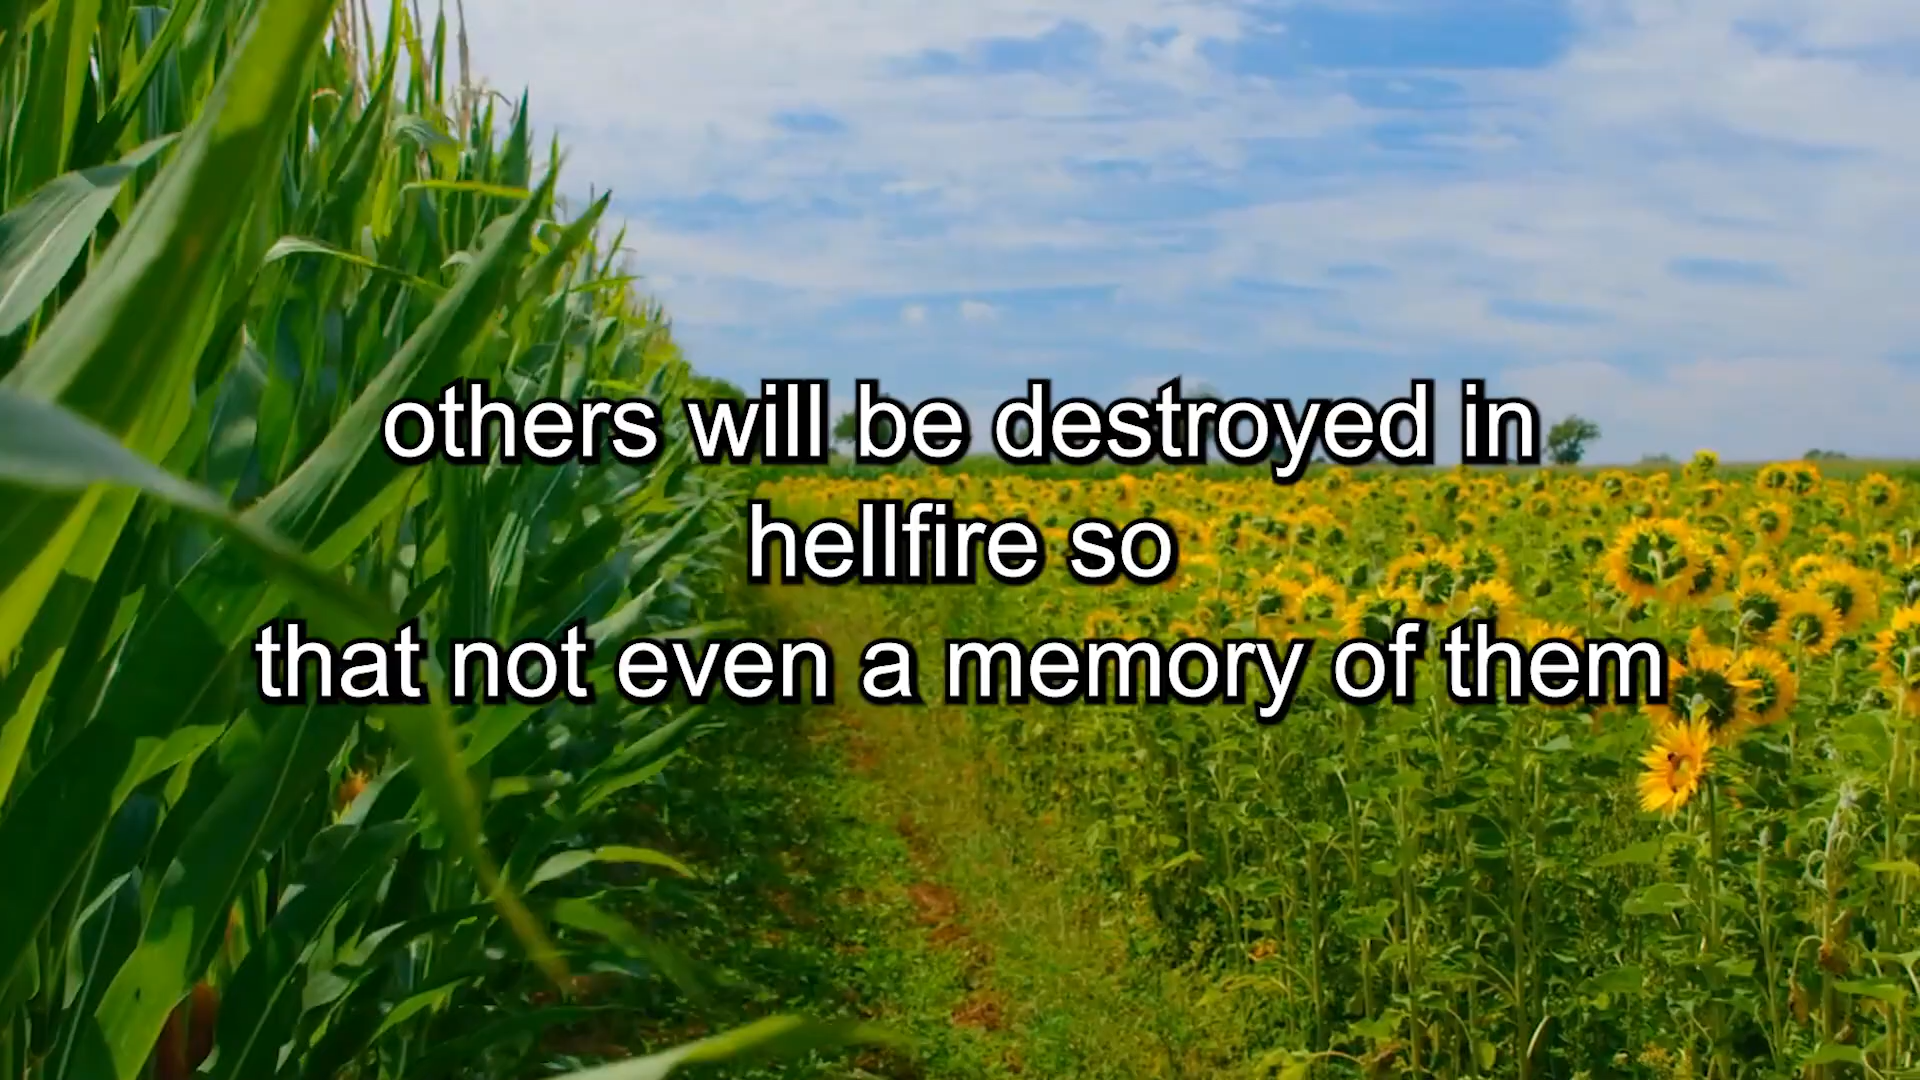 others will be destroyed in
hellfire so
that not even a memory of them